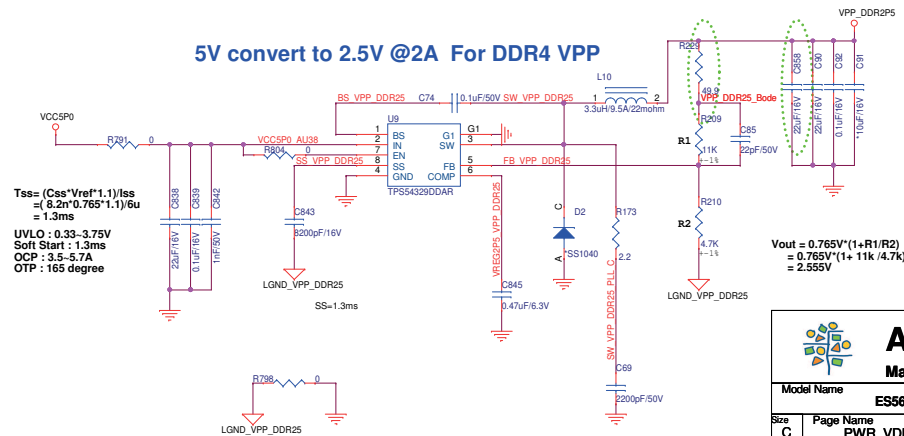 5V convert to 2.5V @2A For DDR4 VPP
VPP_DDR2P5
R229
49.9
VPP_DDR25_Bode
C858
22uF/16V
C90
22uF/16V
C92
0.1uF/16V
C91
*10uF/16V
L10
1
2
3.3uH/9.5A/22mohm
BS_VPP_DDR25
C74
0.1uF/50V
SW_VPP_DDR25
VCC5P0
R791
0
VCC5P0_AU38
R804
0
SS_VPP_DDR25
U9
1
2
7
8
4
BS
IN
EN
SS
GND
G1
SW
FB
COMP
G1
3
5
6
TPS54329DDAR
FB_VPP_DDR25
R209
R1
11K
+-1%
C85
22pF/50V
R210
R2
4.7K
+-1%
LGND_VPP_DDR25
Tss= (Css*Vref*1.1)/Iss
=( 8.2n*0.765*1.1)/6u
= 1.3ms
UVLO : 0.33~3.75V
Soft Start : 1.3ms
OCP : 3.5~5.7A
OTP : 165 degree
C838
22uF/16V
C839
0.1uF/16V
C842
1nF/50V
C843
8200pF/16V
LGND_VPP_DDR25
SS=1.3ms
VREG2P5_VPP_DDR25
C845
0.47uF/6.3V
C
D2
A
*SS1040
R173
2.2
SW_VPP_DDR25_PLL_C
C69
2200pF/50V
Vout = 0.765V*(1+R1/R2)
= 0.765V*(1+ 11k /4.7k)
= 2.555V
R798
0
LGND_VPP_DDR25
A
Ma
Model Name
ES56
Size
C
Page Name
PWR_VD